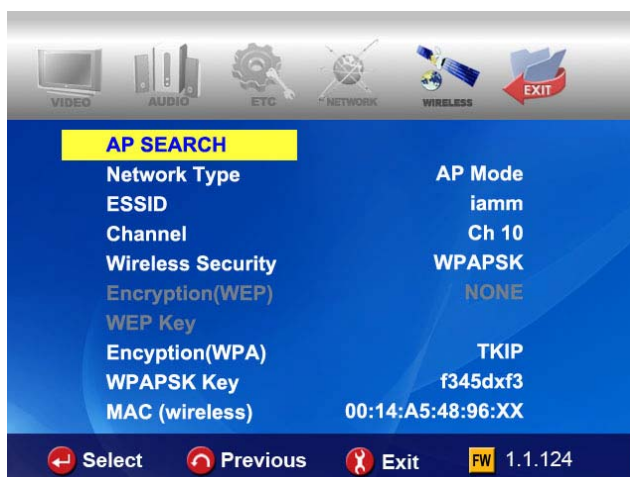 VIDEO AUDIO ETC NETWORK WIRELESS EXIT
AP SEARCH
Network Type AP Mode
ESSID iamm
Channel Ch 10
Wireless Security WPAPSK
Encryption(WEP) NONE
WEP Key
Encyption(WPA) TKIP
WPAPSK Key f345dxf3
MAC (wireless) 00:14:A5:48:96:XX
Select Previous Exit FW 1.1.124